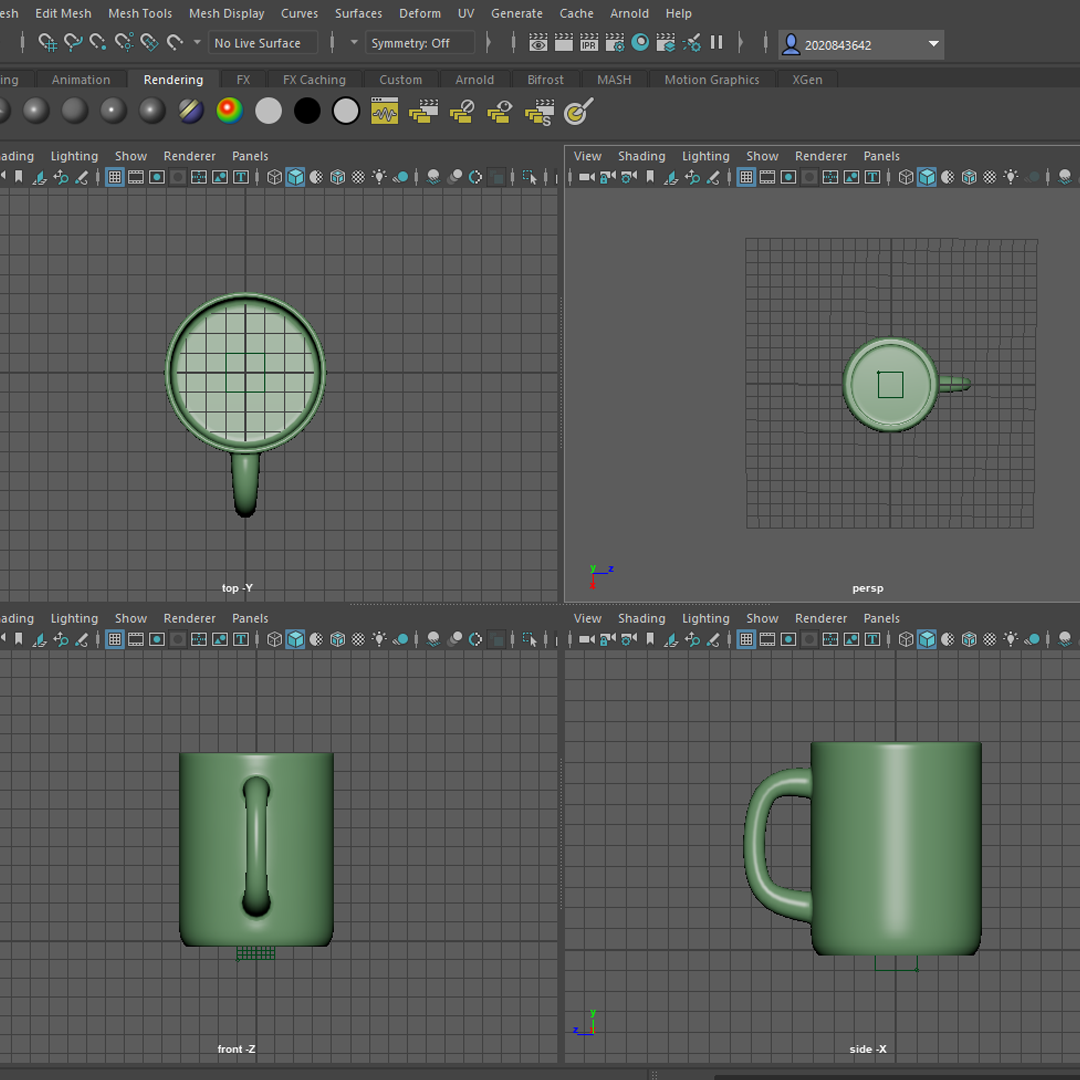 esh Edit Mesh Mesh Tools Mesh Display Curves Surfaces Deform UV Generate Cache Arnold Help
No Live Surface Symmetry: Off IPR 2020843642
ing Animation Rendering FX FX Caching Custom Arnold Bifrost MASH Motion Graphics XGen
S
ading Lighting Show Renderer Panels
View Shading Lighting Show Renderer Panels
T
T
top -Y
y z
x
persp
ading Lighting Show Renderer Panels
View Shading Lighting Show Renderer Panels
T
T
front -Z
y
z
side -X